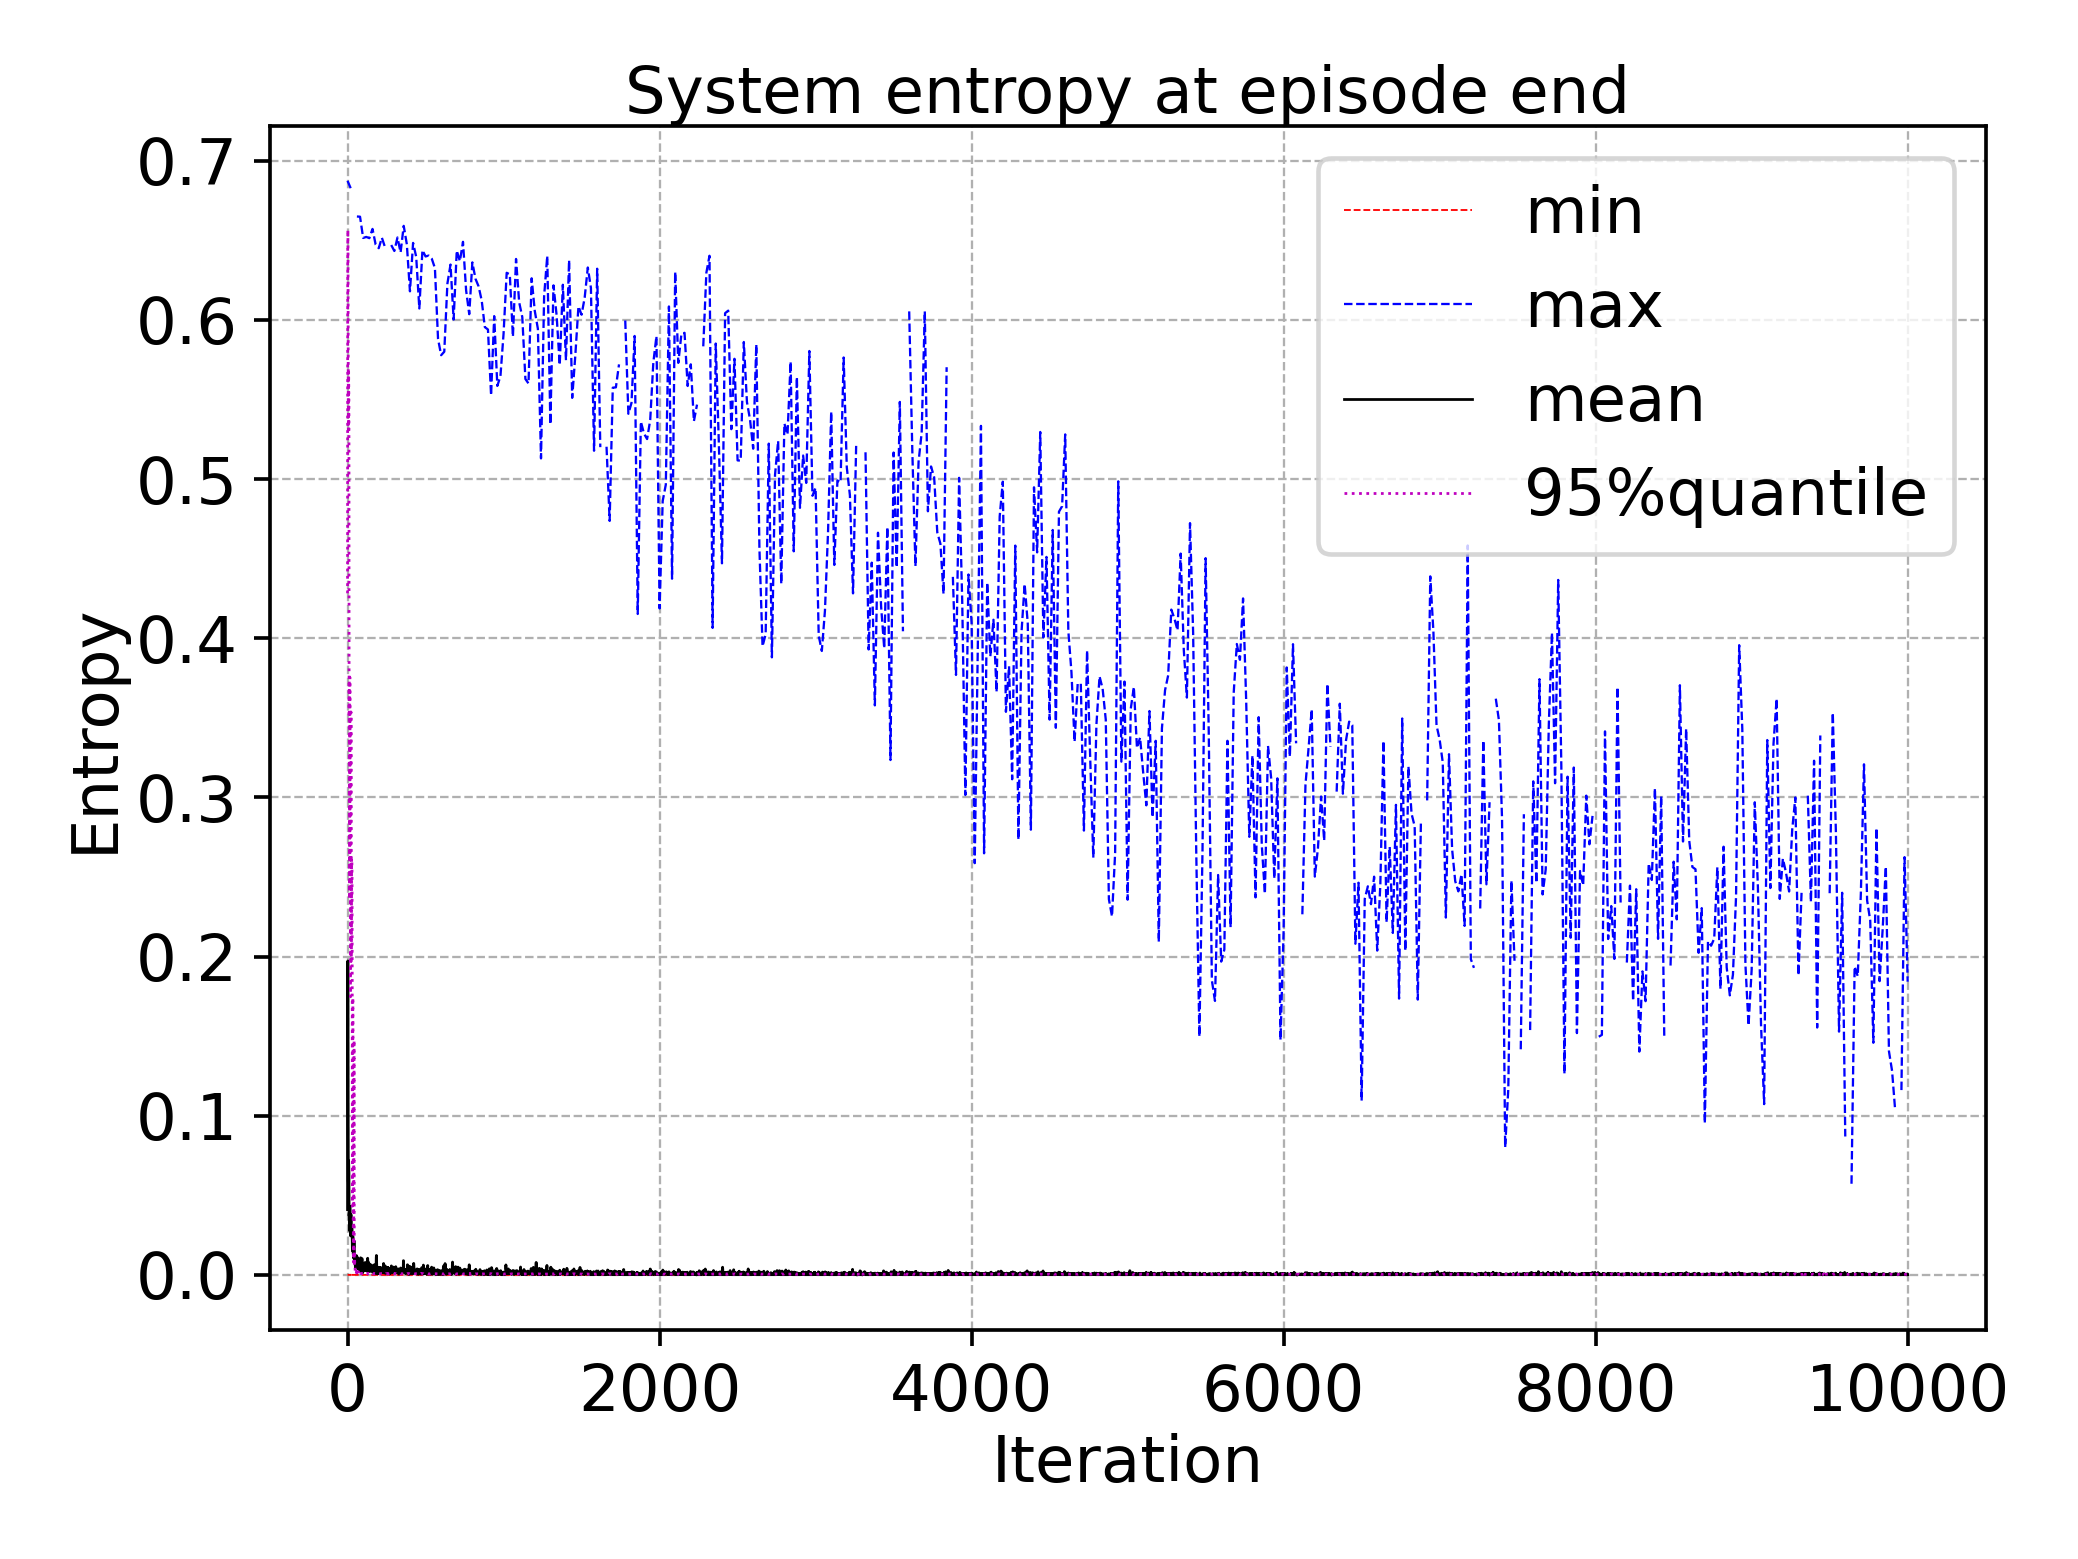 System entropy at episode end
0.7
0.6
0.5
0.4
0.3
0.2
0.1
0.0
Entropy
min
max
mean
95%quantile
0 2000 4000 6000 8000 10000
Iteration